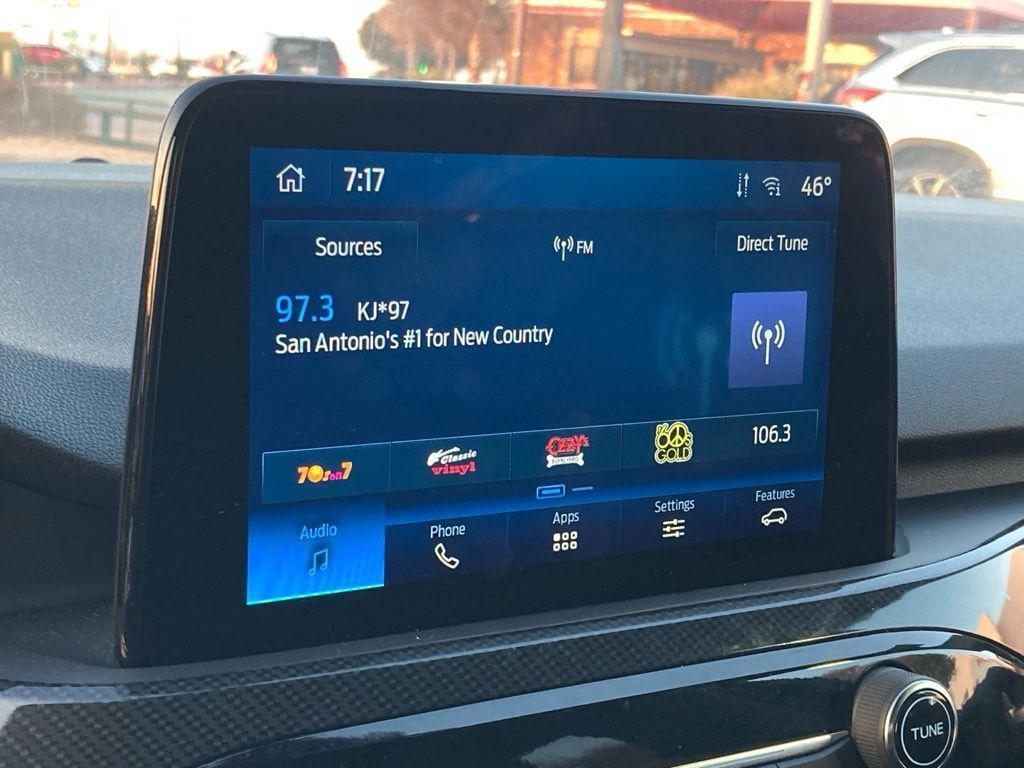 7:17 46°
Sources FM Direct Tune
97.3 KJ*97
San Antonio's #1 for New Country
70s on 7 Classic Vinyl OZZY'S 60s GOLD 106.3
Audio Phone Apps Settings Features
TUNE